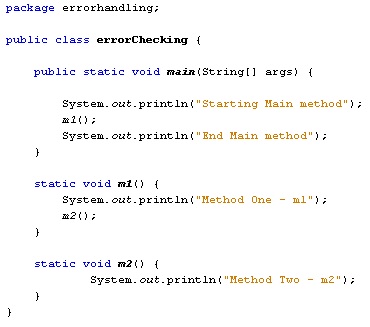 package errorhandling;
public class errorChecking {
public static void main(String[] args) {
System.out.println("Starting Main method");
m1();
System.out.println("End Main method");
}
static void m1() {
System.out.println("Method One - m1");
m2();
}
static void m2() {
System.out.println("Method Two - m2");
}
}